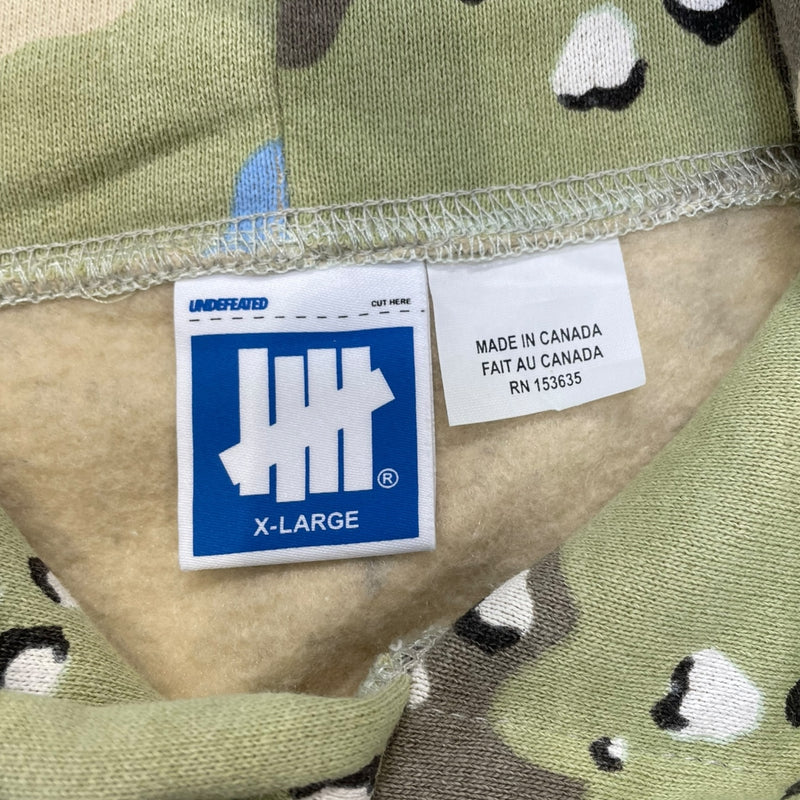 UNDEFEATED
CUT HERE
®
X-LARGE
MADE IN CANADA
FAIT AU CANADA
RN 153635